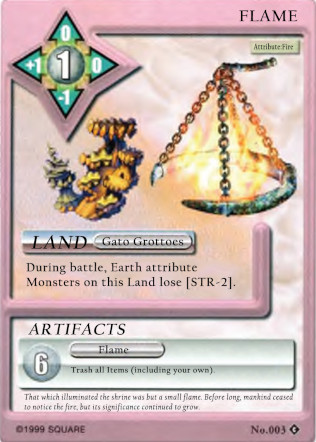 FLAME
Attribute:Fire
0
+1 1 0
-1
LAND Gato Grottoes
During battle, Earth attribute
Monsters on this Land lose [STR-2].
ARTIFACTS
6 Flame
Trash all Items (including your own).
That which illuminated the shrine was but a small flame. Before long, mankind ceased
to notice the fire, but its significance continued to grow.
©1999 SQUARE No.003 C